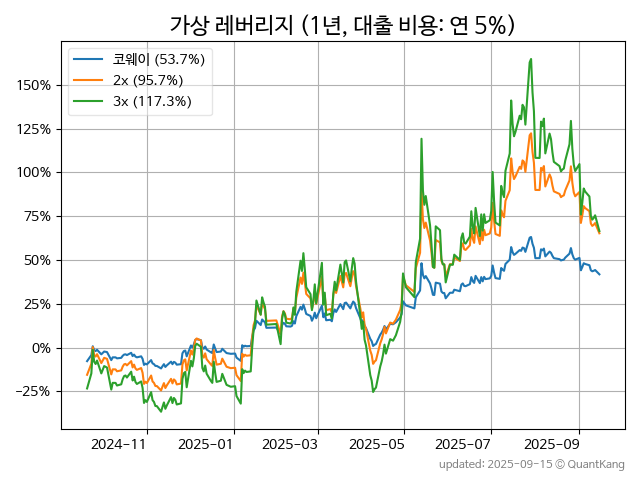 가상 레버리지 (1년, 대출 비용: 연 5%)
코웨이 (53.7%)
2x (95.7%)
3x (117.3%)
150%
125%
100%
75%
50%
25%
0%
−25%
2024-11 2025-01 2025-03 2025-05 2025-07 2025-09
updated: 2025-09-15 © QuantKang